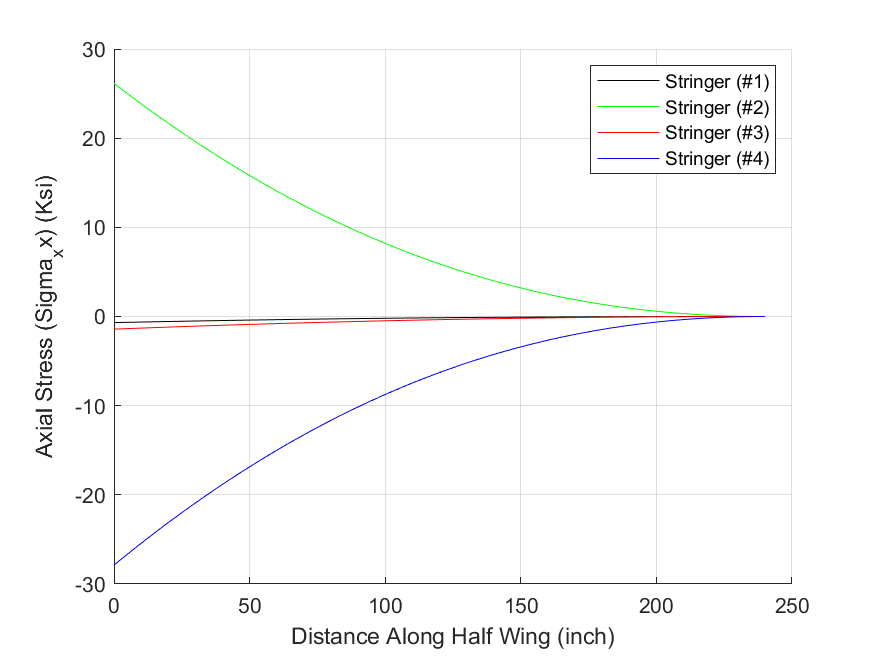 30
20
10
0
-10
-20
-30
0
50
100
150
200
250
Axial Stress (Sigma_xx) (Ksi)
Distance Along Half Wing (inch)
Stringer (#1)
Stringer (#2)
Stringer (#3)
Stringer (#4)